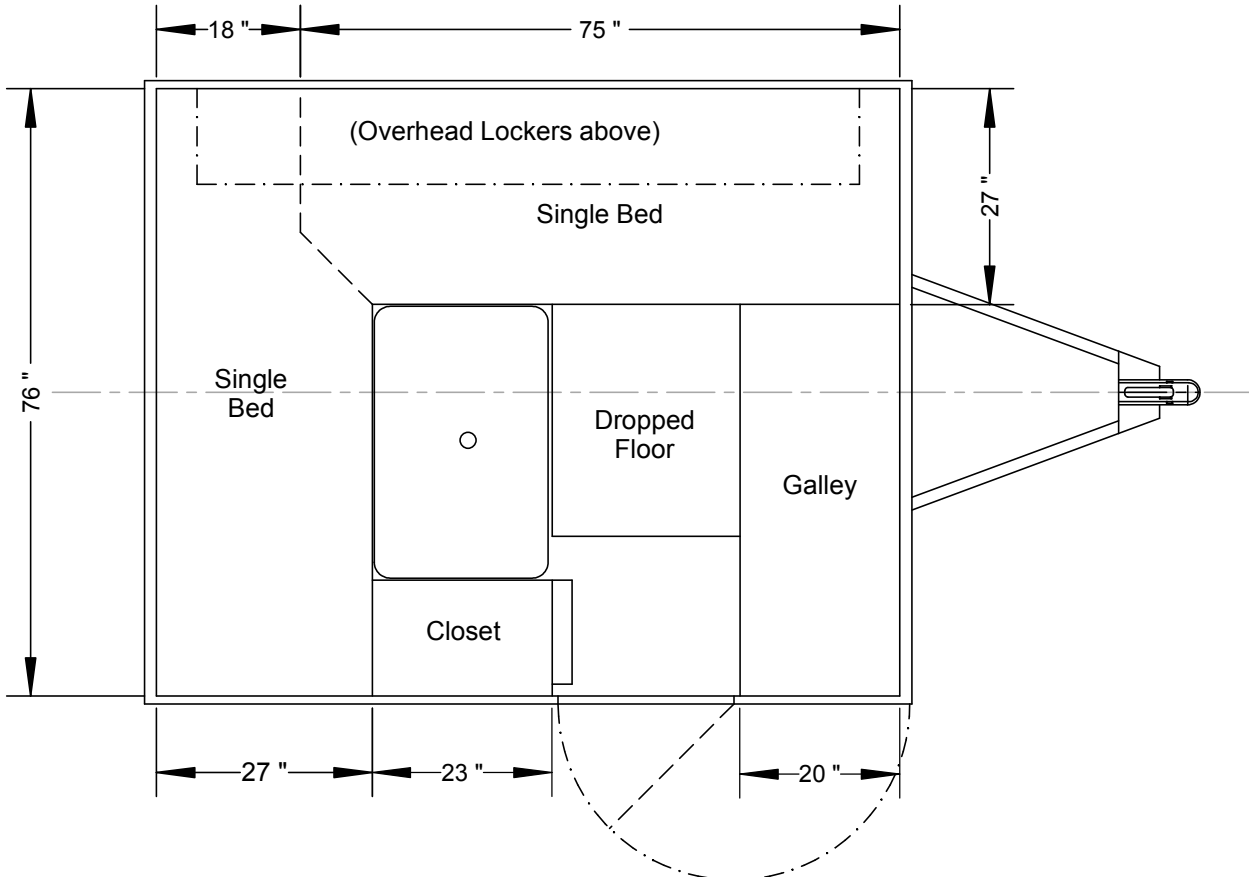 18 "
75 "
(Overhead Lockers above)
Single Bed
27 "
76 "
Single
Bed
Dropped
Floor
Galley
Closet
27 "
23 "
20 "